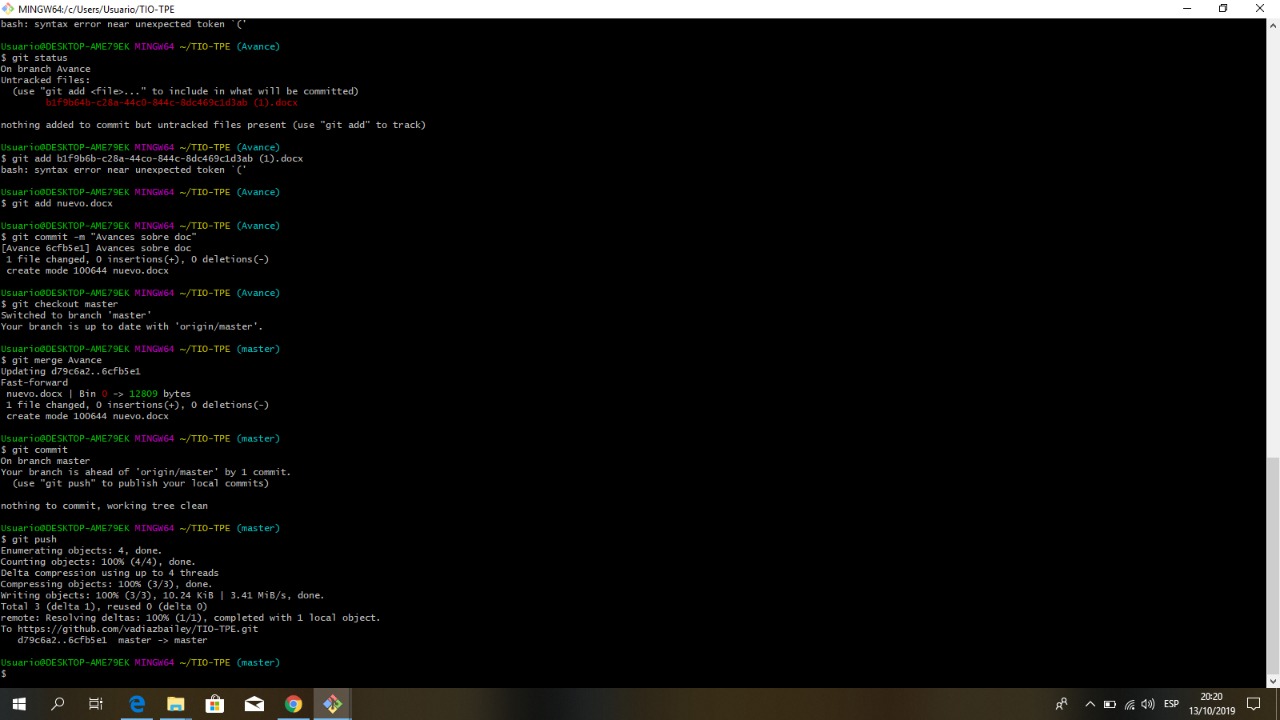 MINGW64:/c/Users/Usuario/TIO-TPE
bash: syntax error near unexpected token `('
Usuario@DESKTOP-AME79EK MINGW64 ~/TIO-TPE (Avance)
$ git status
On branch Avance
Untracked files:
(use "git add <file>..." to include in what will be committed)
b1f9b64b-c28a-44c0-844c-8dc469c1d3ab (1).docx
nothing added to commit but untracked files present (use "git add" to track)
Usuario@DESKTOP-AME79EK MINGW64 ~/TIO-TPE (Avance)
$ git add b1f9b6b-c28a-44co-844c-8dc469c1d3ab (1).docx
bash: syntax error near unexpected token `('
Usuario@DESKTOP-AME79EK MINGW64 ~/TIO-TPE (Avance)
$ git add nuevo.docx
Usuario@DESKTOP-AME79EK MINGW64 ~/TIO-TPE (Avance)
$ git commit -m "Avances sobre doc"
[Avance 6cfb5e1] Avances sobre doc
1 file changed, 0 insertions(+), 0 deletions(-)
create mode 100644 nuevo.docx
Usuario@DESKTOP-AME79EK MINGW64 ~/TIO-TPE (Avance)
$ git checkout master
Switched to branch 'master'
Your branch is up to date with 'origin/master'.
Usuario@DESKTOP-AME79EK MINGW64 ~/TIO-TPE (master)
$ git merge Avance
Updating d79c6a2..6cfb5e1
Fast-forward
nuevo.docx | Bin 0 -> 12809 bytes
1 file changed, 0 insertions(+), 0 deletions(-)
create mode 100644 nuevo.docx
Usuario@DESKTOP-AME79EK MINGW64 ~/TIO-TPE (master)
$ git commit
On branch master
Your branch is ahead of 'origin/master' by 1 commit.
(use "git push" to publish your local commits)
nothing to commit, working tree clean
Usuario@DESKTOP-AME79EK MINGW64 ~/TIO-TPE (master)
$ git push
Enumerating objects: 4, done.
Counting objects: 100% (4/4), done.
Delta compression using up to 4 threads
Compressing objects: 100% (3/3), done.
Writing objects: 100% (3/3), 10.24 KiB | 3.41 MiB/s, done.
Total 3 (delta 1), reused 0 (delta 0)
remote: Resolving deltas: 100% (1/1), completed with 1 local object.
To https://github.com/vadiazbailey/TIO-TPE.git
d79c6a2..6cfb5e1  master -> master
Usuario@DESKTOP-AME79EK MINGW64 ~/TIO-TPE (master)
$
ESP
20:20
13/10/2019